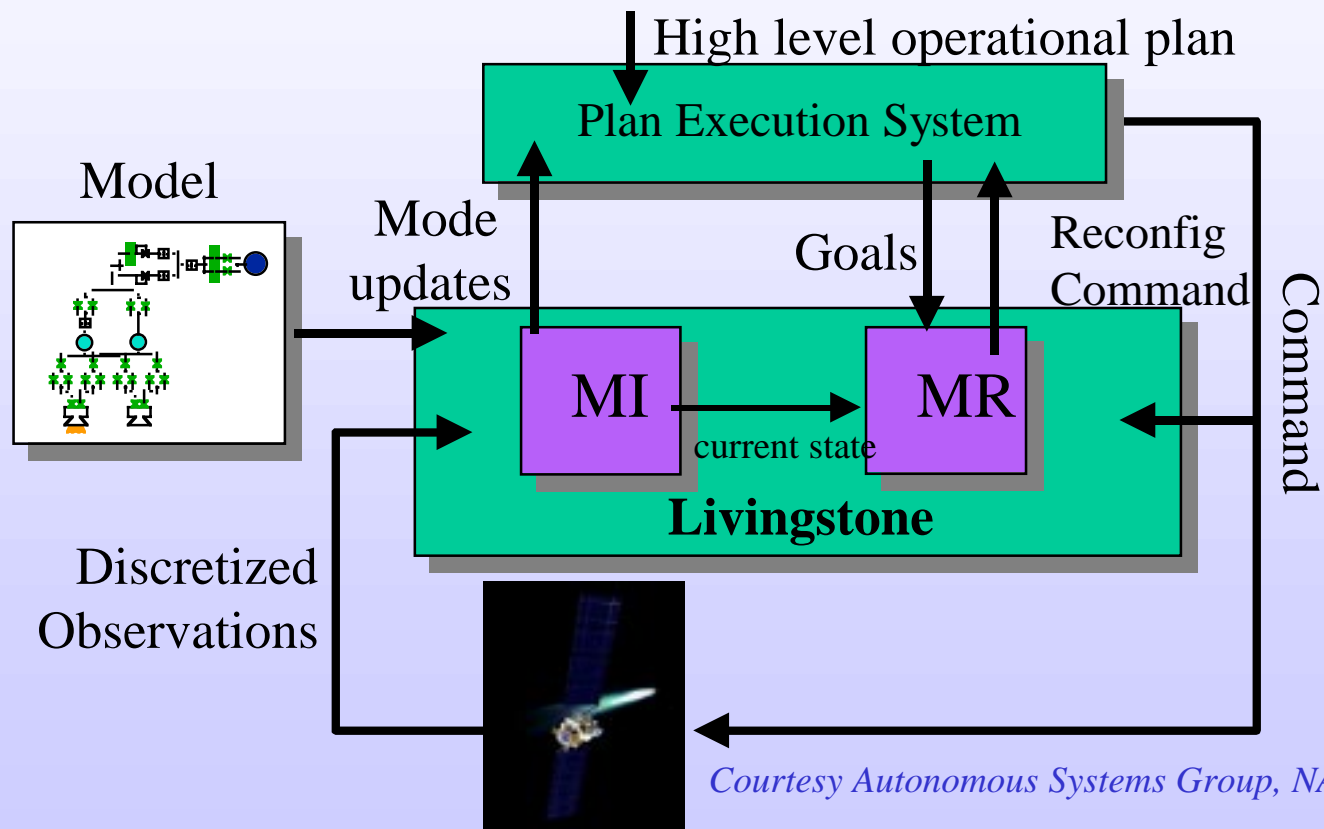 High level operational plan
Plan Execution System
Model
Mode
updates
Goals
Reconfig
Command
Command
MI
MR
current state
Livingstone
Discretized
Observations
Courtesy Autonomous Systems Group,